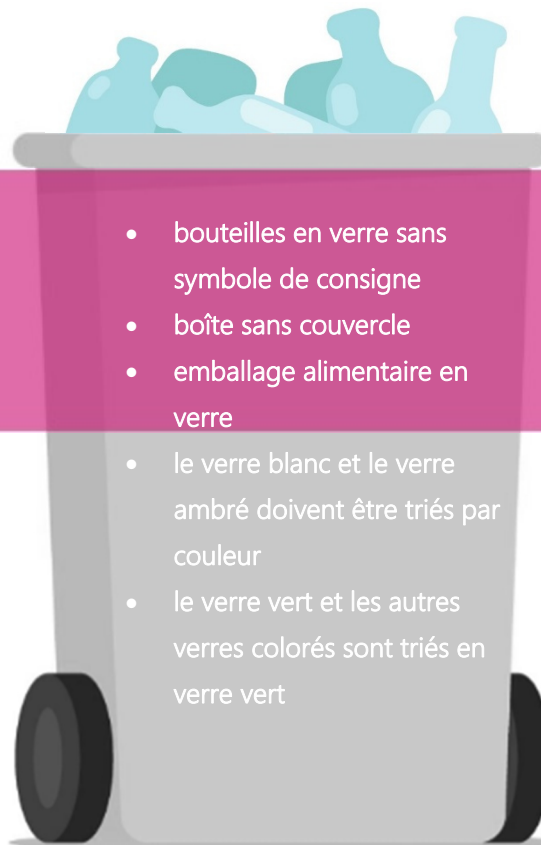 • bouteilles en verre sans
symbole de consigne
• boîte sans couvercle
• emballage alimentaire en
verre
• le verre blanc et le verre
ambré doivent être triés par
couleur
• le verre vert et les autres
verres colorés sont triés en
verre vert